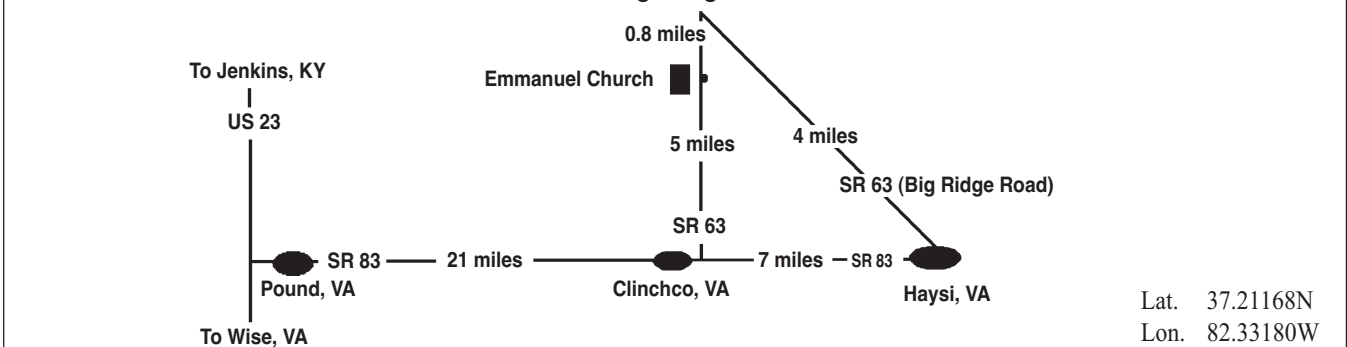 0.8 miles
To Jenkins, KY
Emmanuel Church
US 23
4 miles
5 miles
SR 63 (Big Ridge Road)
SR 63
SR 83
21 miles
7 miles
SR 83
Pound, VA
Clinchco, VA
Haysi, VA
Lat. 37.21168N
Lon. 82.33180W
To Wise, VA